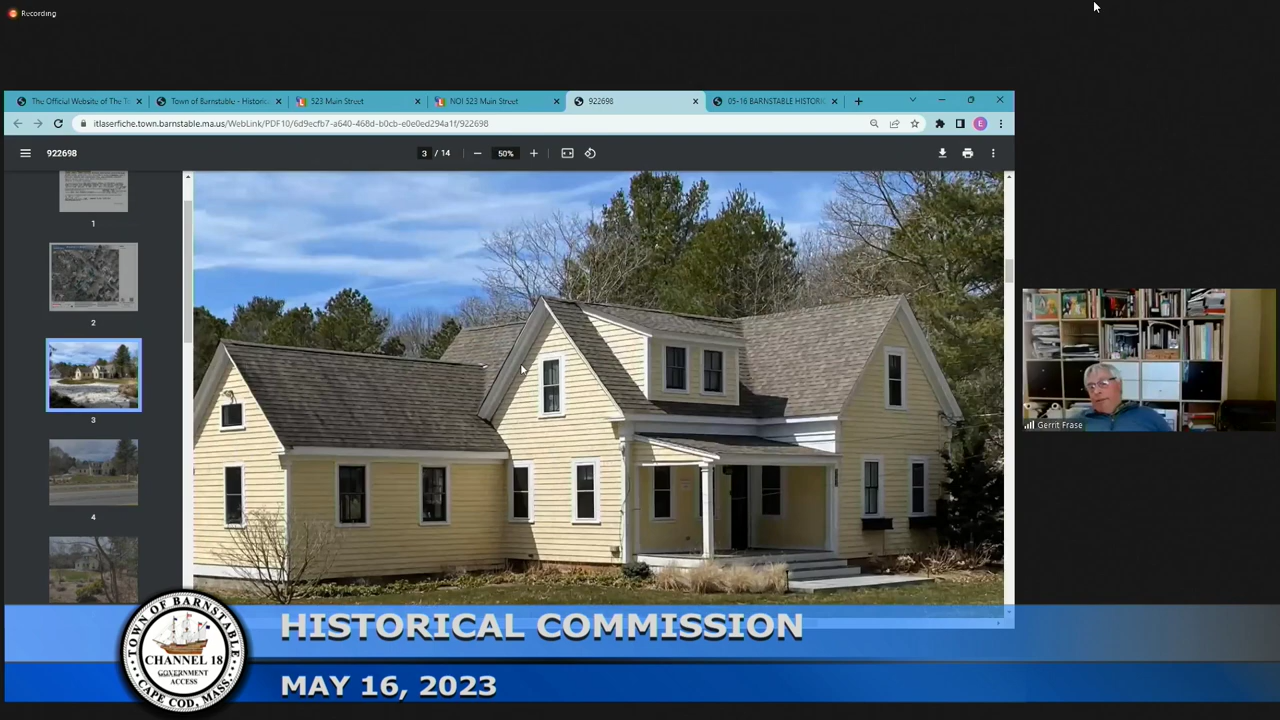 Recording
The Official Website of The T
Town of Barnstable - Historic
523 Main Street
NOI 523 Main Street
922698
05-16 BARNSTABLE HISTORIC
itlaserfiche.town.barnstable.ma.us/WebLink/PDF10/6d9ecfb7-a640-468d-b0cb-e0e0ed294a1f/922698
E
922698
3 / 14
50%
1
2
3
4
Gerrit Frase
TOWN OF BARNSTABLE
CHANNEL 18
GOVERNMENT
ACCESS
CAPE COD, MASS.
HISTORICAL COMMISSION
MAY 16, 2023